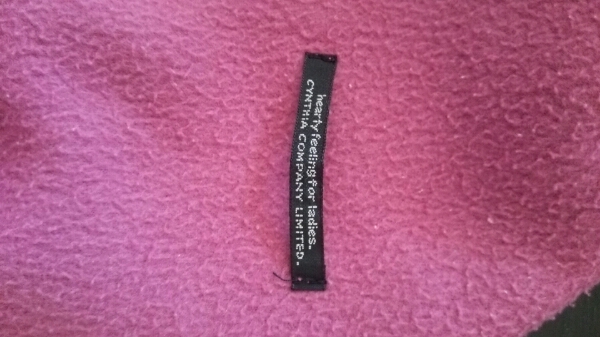 hearty feeling for ladies.
CYNTHIA COMPANY LIMITED.